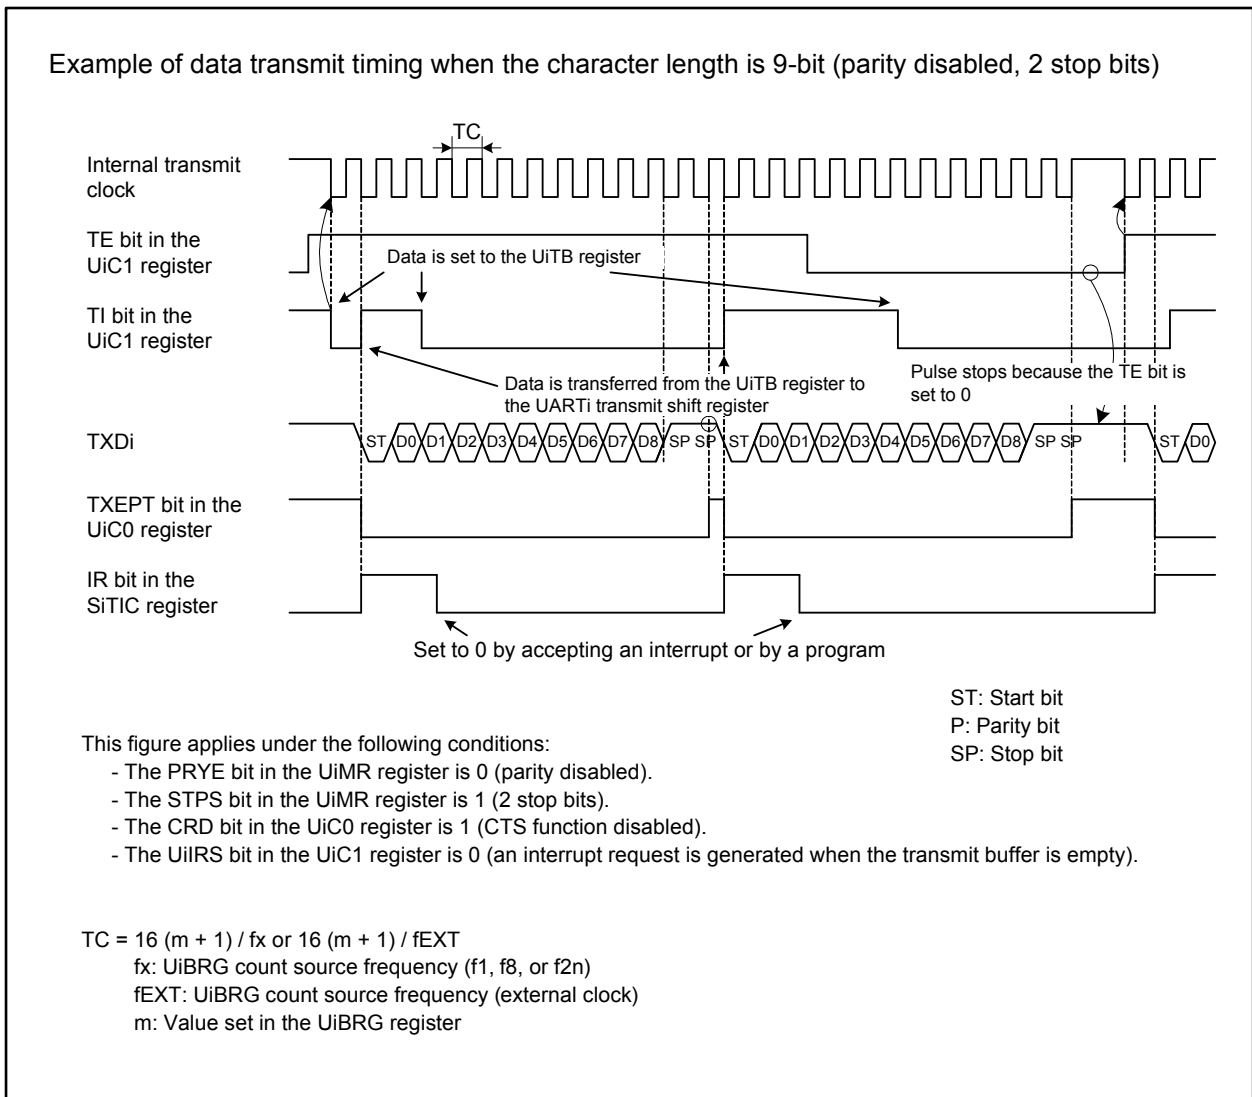 Example of data transmit timing when the character length is 9-bit (parity disabled, 2 stop bits)
TC
Internal transmit
clock
TE bit in the
UiC1 register
Data is set to the UiTB register
TI bit in the
UiC1 register
Pulse stops because the TE bit is
set to 0
Data is transferred from the UiTB register to
the UARTi transmit shift register
TXDi
ST D0 D1 D2 D3 D4 D5 D6 D7 D8 SP SP ST D0 D1 D2 D3 D4 D5 D6 D7 D8 SP SP ST D0
TXEPT bit in the
UiC0 register
IR bit in the
SiTIC register
Set to 0 by accepting an interrupt or by a program
ST: Start bit
P: Parity bit
SP: Stop bit
This figure applies under the following conditions:
- The PRYE bit in the UiMR register is 0 (parity disabled).
- The STPS bit in the UiMR register is 1 (2 stop bits).
- The CRD bit in the UiC0 register is 1 (CTS function disabled).
- The UiIRS bit in the UiC1 register is 0 (an interrupt request is generated when the transmit buffer is empty).
TC = 16 (m + 1) / fx or 16 (m + 1) / fEXT
fx: UiBRG count source frequency (f1, f8, or f2n)
fEXT: UiBRG count source frequency (external clock)
m: Value set in the UiBRG register